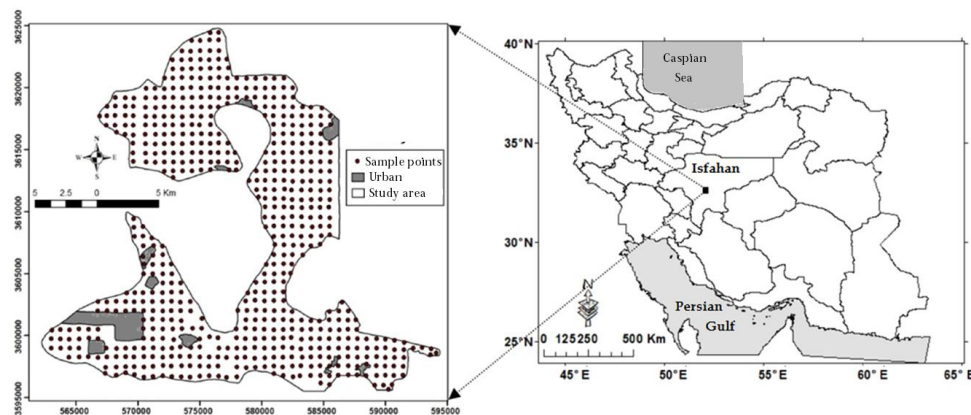 3625000
3620000
3615000
3610000
3605000
3600000
3595000
N
W E
S
5 2.5 0 5 Km
Sample points
Urban
Study area
565000 570000 575000 580000 585000 590000 595000
40°N
35°N
30°N
25°N
Caspian
Sea
Isfahan
Persian
Gulf
N
0 125 250 500 Km
45°E 50°E 55°E 60°E 65°E